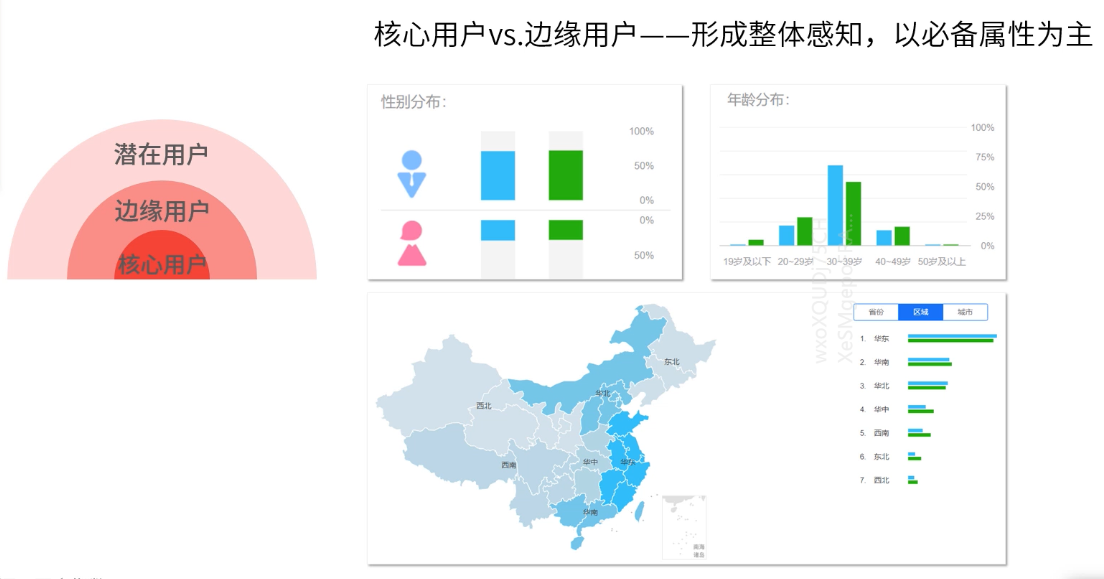 核心用户vs.边缘用户——形成整体感知，以必备属性为主
潜在用户
边缘用户
核心用户
性别分布：
100%
50%
0%
0%
50%
年龄分布：
100%
75%
50%
25%
0%
19岁及以下 20~29岁 30~39岁 40~49岁 50岁及以上
省份 区域 城市
1. 华东
2. 华南
3. 华北
4. 华中
5. 西南
6. 东北
7. 西北
东北
华北
西北
西南
华中
华东
华南
南海
诸岛